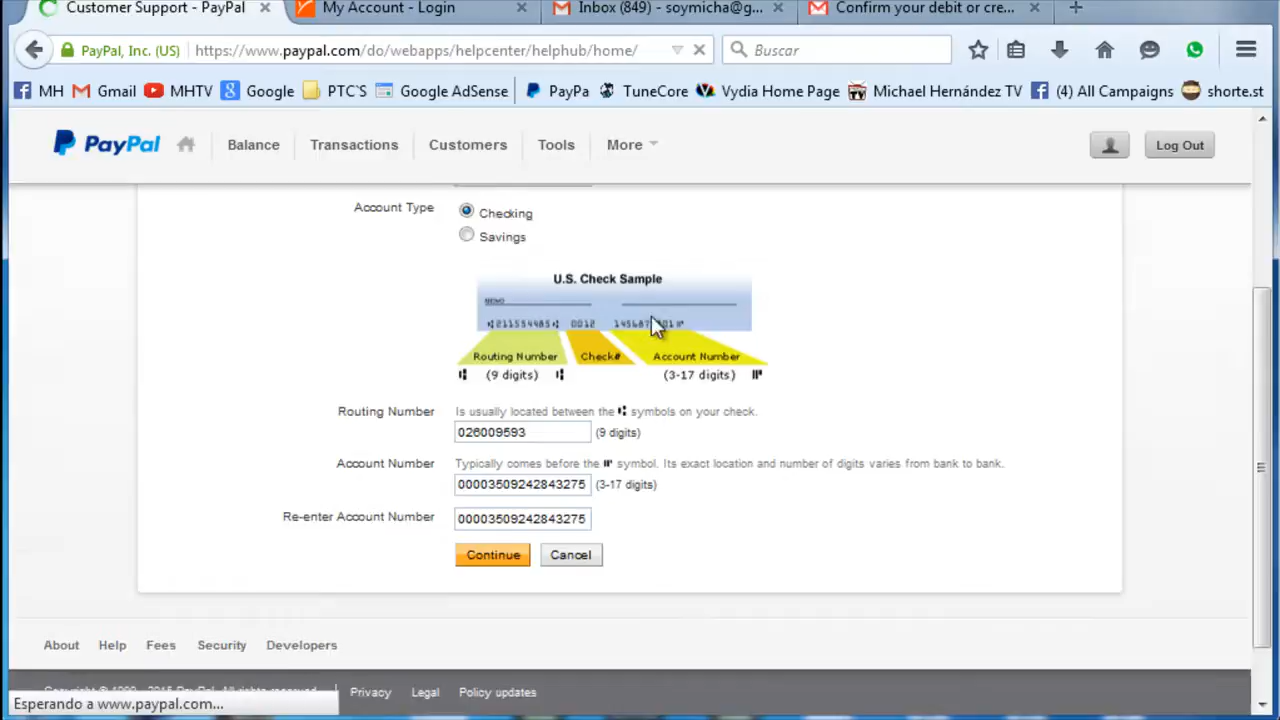 Customer Support - PayPal × My Account - Login × Inbox (849) - soymicha@g... × Confirm your debit or cre... × +
PayPal, Inc. (US) https://www.paypal.com/do/webapps/helpcenter/helphub/home/ Buscar
MH Gmail MHTV Google PTC`S Google AdSense PayPa TuneCore Vydia Home Page Michael Hernández TV (4) All Campaigns shorte.st
PayPal Balance Transactions Customers Tools More Log Out
Account Type Checking
Savings
U.S. Check Sample
MEMO
211554485 0012
Routing Number Check# Account Number
(9 digits) (3-17 digits)
Routing Number Is usually located between the ⑆ symbols on your check.
026009593 (9 digits)
Account Number Typically comes before the ⑈ symbol. Its exact location and number of digits varies from bank to bank.
00003509242843275 (3-17 digits)
Re-enter Account Number 00003509242843275
Continue Cancel
About Help Fees Security Developers
Privacy Legal Policy updates
Esperando a www.paypal.com...